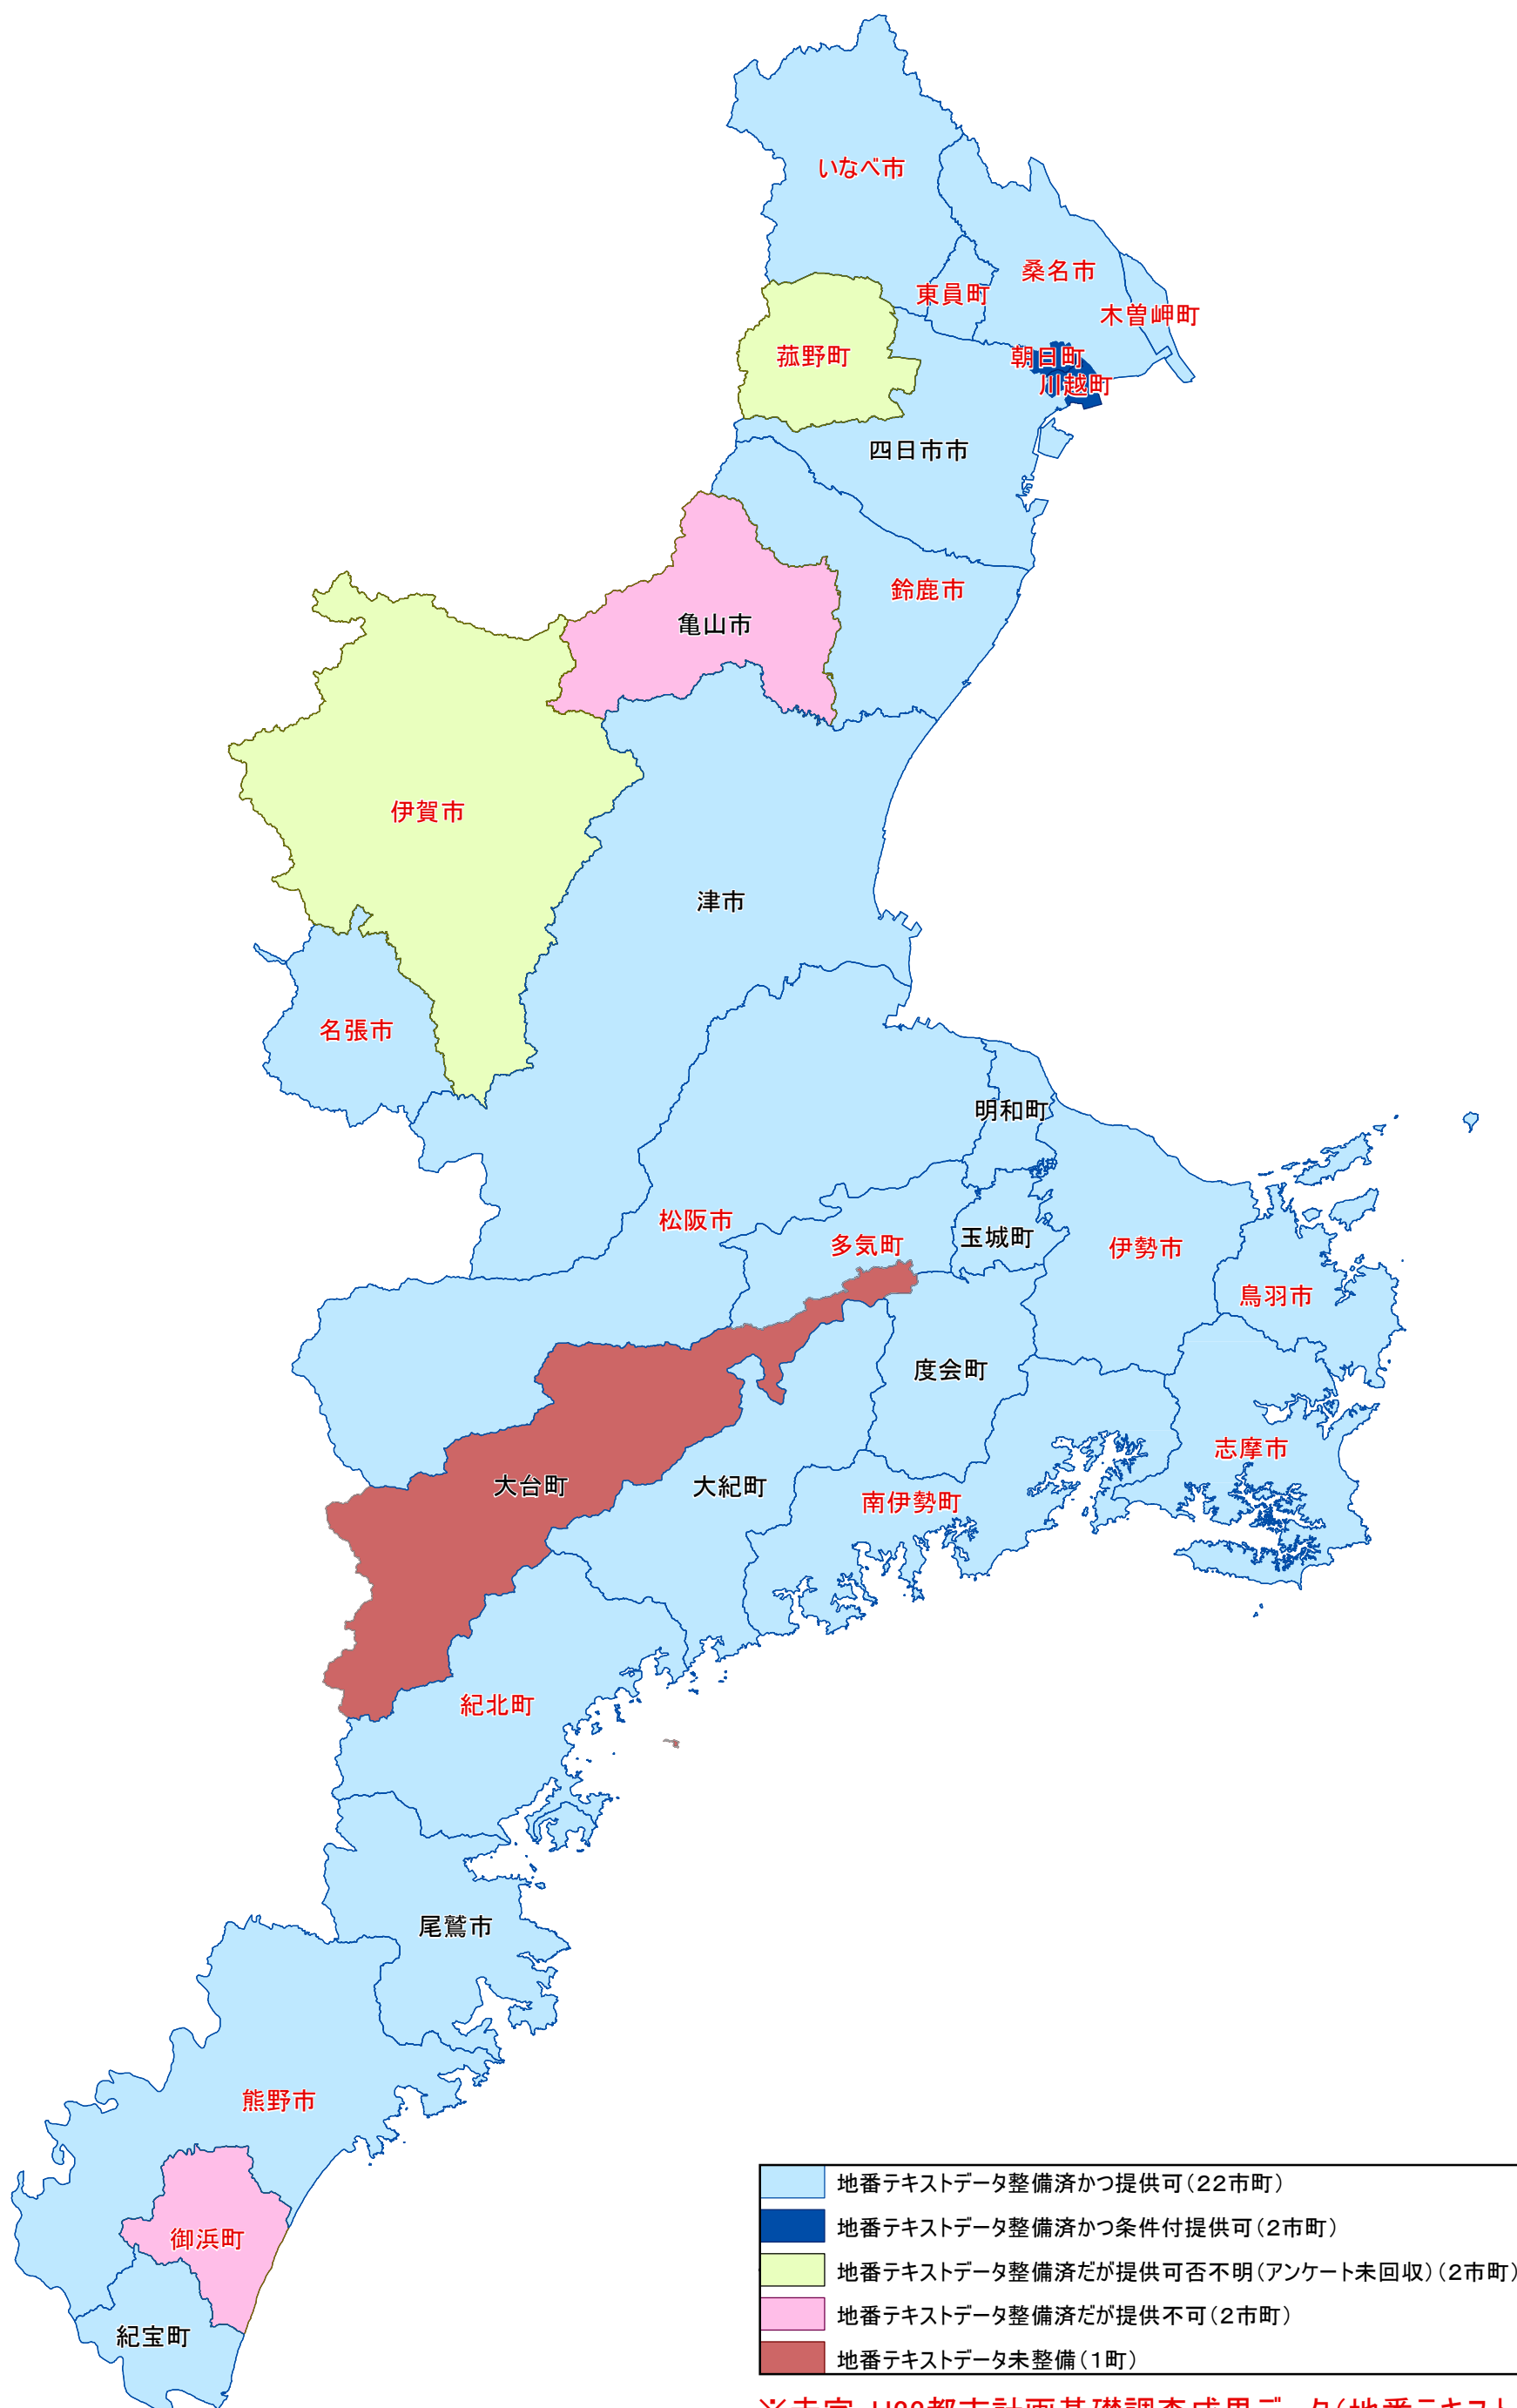 いなべ市
桑名市
東員町
木曽岬町
菰野町
朝日町
川越町
四日市市
鈴鹿市
亀山市
伊賀市
津市
名張市
明和町
松阪市
多気町
玉城町
伊勢市
鳥羽市
度会町
志摩市
大台町
大紀町
南伊勢町
紀北町
尾鷲市
熊野市
御浜町
紀宝町
地番テキストデータ整備済かつ提供可(22市町)
地番テキストデータ整備済かつ条件付提供可(2市町)
地番テキストデータ整備済だが提供可否不明(アンケート未回収)(2市町)
地番テキストデータ整備済だが提供不可(2市町)
地番テキストデータ未整備(1町)